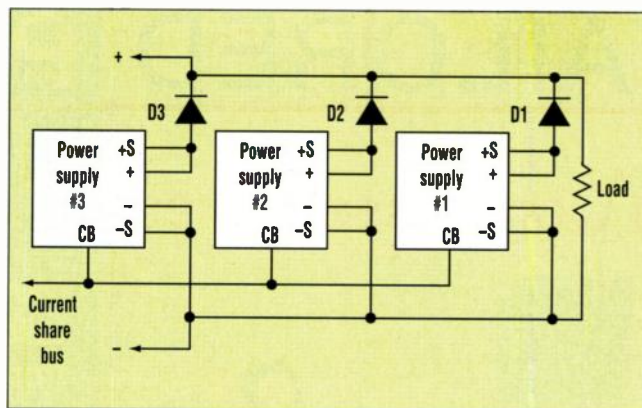 +
D3
D2
D1
Power supply #3
+S
+
−
−S
CB
Power supply #2
+S
+
−
−S
CB
Power supply #1
+S
+
−
−S
CB
Load
Current share bus
−